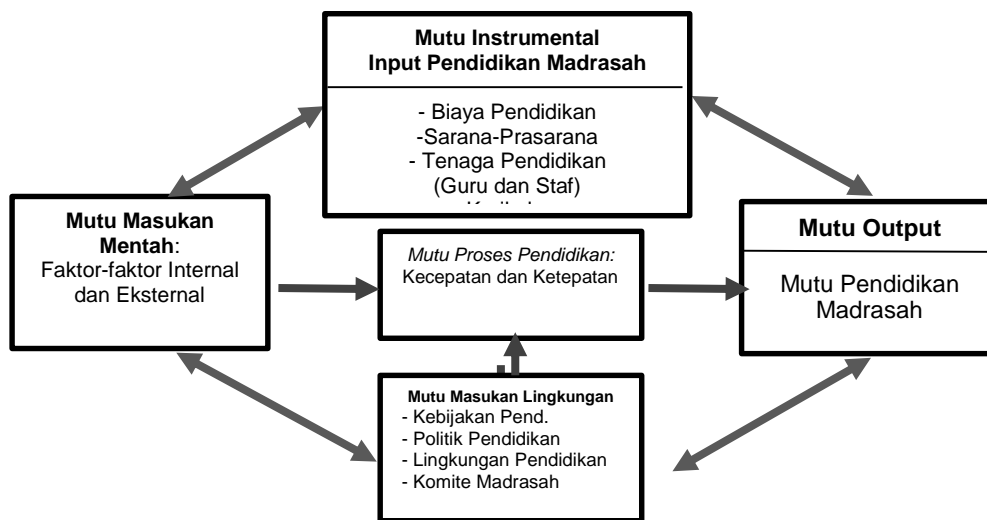 Mutu Instrumental
Input Pendidikan Madrasah
- Biaya Pendidikan
-Sarana-Prasarana
- Tenaga Pendidikan
(Guru dan Staf)
Mutu Masukan
Mentah:
Faktor-faktor Internal
dan Eksternal
Mutu Proses Pendidikan:
Kecepatan dan Ketepatan
Mutu Output
Mutu Pendidikan
Madrasah
Mutu Masukan Lingkungan
- Kebijakan Pend.
- Politik Pendidikan
- Lingkungan Pendidikan
- Komite Madrasah